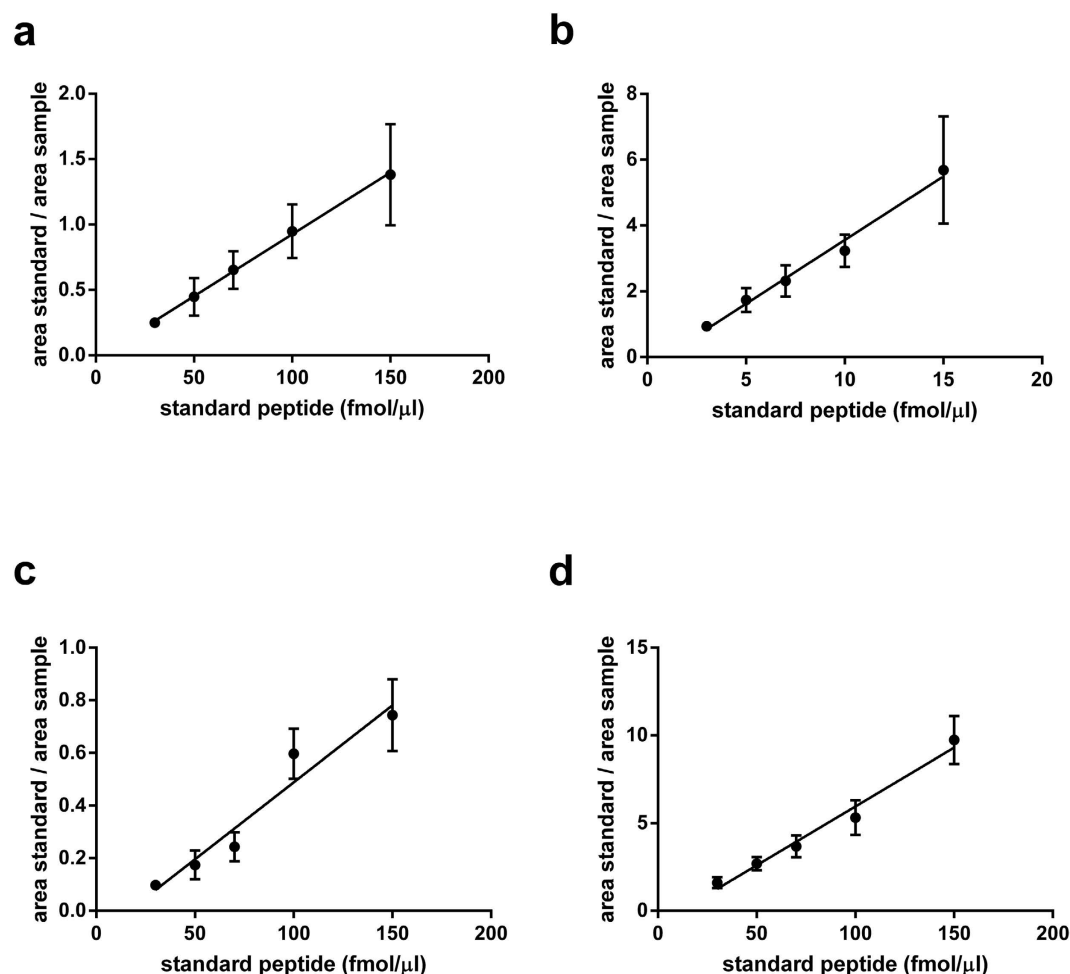 a
area standard / area sample
2.0
1.5
1.0
0.5
0.0
0 50 100 150 200
standard peptide (fmol/μl)
b
area standard / area sample
8
6
4
2
0
0 5 10 15 20
standard peptide (fmol/μl)
c
area standard / area sample
1.0
0.8
0.6
0.4
0.2
0.0
0 50 100 150 200
standard peptide (fmol/μl)
d
area standard / area sample
15
10
5
0
0 50 100 150 200
standard peptide (fmol/μl)